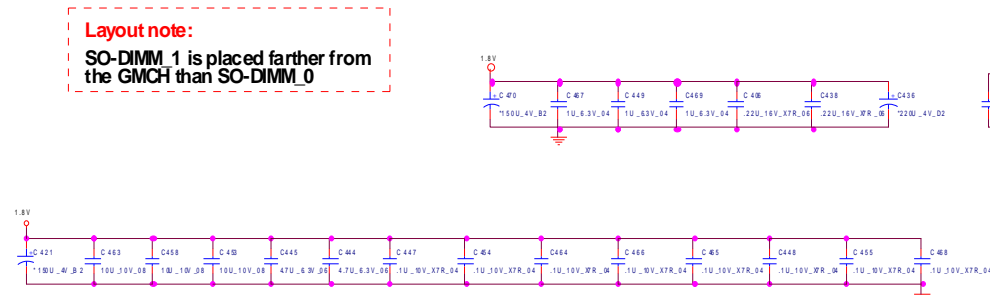 Layout note:
SO-DIMM_1 is placed farther from
the GMCH than SO-DIMM_0
1.8V
+ C470 C467 C449 C469 C406 C438 + C436
*150U_4V_B2 1U_6.3V_04 1U_6.3V_04 1U_6.3V_04 .22U_16V_X7R_06 .22U_16V_X7R_06 *220U_4V_D2
1.8V
+ C421 C463 C458 C453 C445 C444 C447 C454 C464 C466 C465 C448 C455 C468
*150U_4V_B2 10U_10V_08 10U_10V_08 10U_10V_08 4.7U_6.3V_06 4.7U_6.3V_06 .1U_10V_X7R_04 .1U_10V_X7R_04 .1U_10V_X7R_04 .1U_10V_X7R_04 .1U_10V_X7R_04 .1U_10V_X7R_04 .1U_10V_X7R_04 .1U_10V_X7R_04